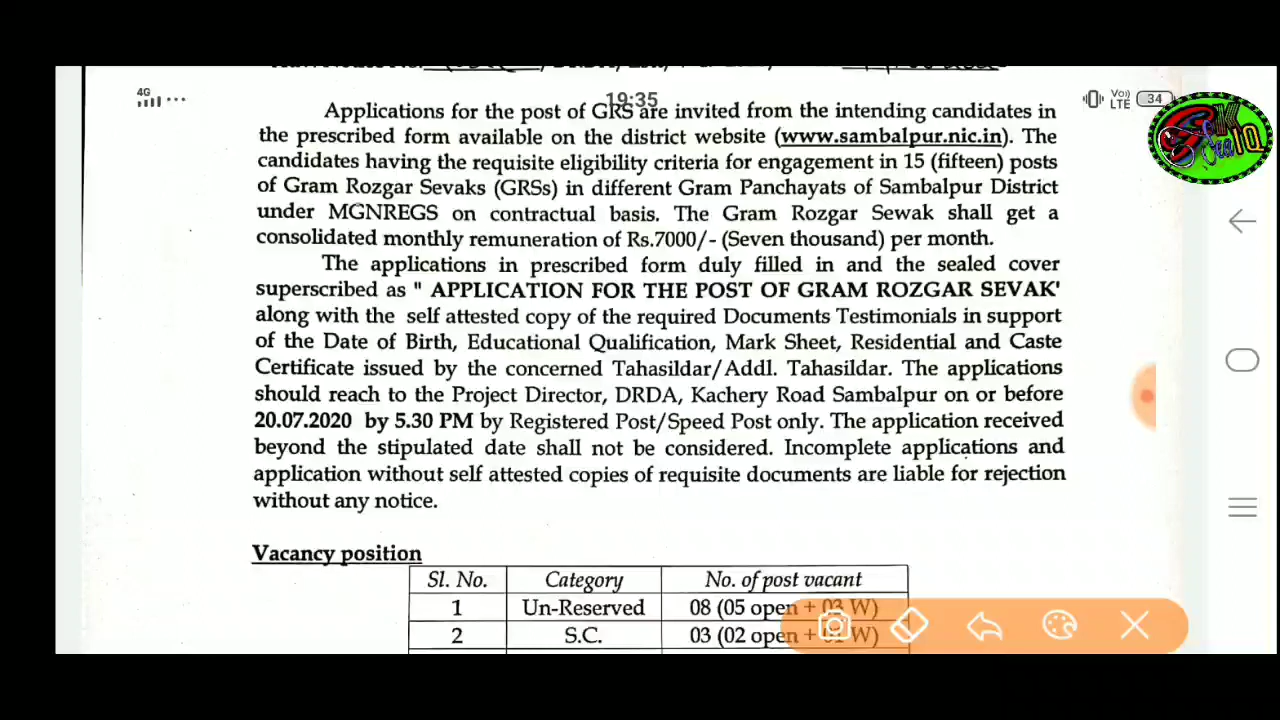 4G
19:35
Vo)
LTE
34
Applications for the post of GRS are invited from the intending candidates in
the prescribed form available on the district website (www.sambalpur.nic.in). The
candidates having the requisite eligibility criteria for engagement in 15 (fifteen) posts
of Gram Rozgar Sevaks (GRSs) in different Gram Panchayats of Sambalpur District
under MGNREGS on contractual basis. The Gram Rozgar Sewak shall get a
consolidated monthly remuneration of Rs.7000/- (Seven thousand) per month.
The applications in prescribed form duly filled in and the sealed cover
superscribed as " APPLICATION FOR THE POST OF GRAM ROZGAR SEVAK'
along with the self attested copy of the required Documents Testimonials in support
of the Date of Birth, Educational Qualification, Mark Sheet, Residential and Caste
Certificate issued by the concerned Tahasildar/Addl. Tahasildar. The applications
should reach to the Project Director, DRDA, Kachery Road Sambalpur on or before
20.07.2020 by 5.30 PM by Registered Post/Speed Post only. The application received
beyond the stipulated date shall not be considered. Incomplete applications and
application without self attested copies of requisite documents are liable for rejection
without any notice.
Vacancy position
Sl. No. Category No. of post vacant
1 Un-Reserved 08 (05 open + 03 W)
2 S.C. 03 (02 open + 01 W)